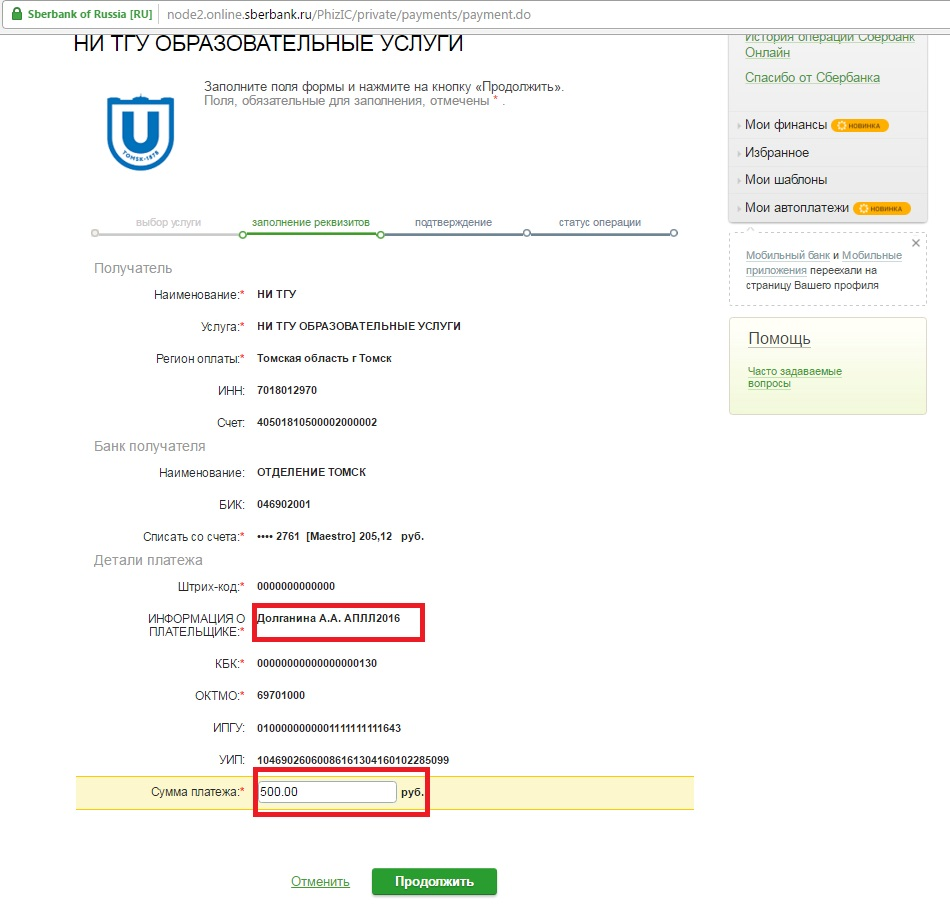 Sberbank of Russia [RU]
node2.online.sberbank.ru/PhizIC/private/payments/payment.do
НИ ТГУ ОБРАЗОВАТЕЛЬНЫЕ УСЛУГИ
Заполните поля формы и нажмите на кнопку «Продолжить».
Поля, обязательные для заполнения, отмечены * .
TOMSK-1878
выбор услуги
заполнение реквизитов
подтверждение
статус операции
Получатель
Наименование:* НИ ТГУ
Услуга:* НИ ТГУ ОБРАЗОВАТЕЛЬНЫЕ УСЛУГИ
Регион оплаты:* Томская область г Томск
ИНН: 7018012970
Счет: 40501810500002000002
Банк получателя
Наименование: ОТДЕЛЕНИЕ ТОМСК
БИК: 046902001
Списать со счета:* •••• 2761 [Maestro] 205,12 руб.
Детали платежа
Штрих-код:* 0000000000000
ИНФОРМАЦИЯ О
ПЛАТЕЛЬЩИКЕ:*
Долганина А.А. АПЛЛ2016
КБК:* 00000000000000000130
ОКТМО:* 69701000
ИПГУ: 0100000000001111111111643
УИП: 10469026060086161304160102285099
Сумма платежа:* 500.00 руб.
Отменить
Продолжить
История операций Сбербанк
Онлайн
Спасибо от Сбербанка
Мои финансы НОВИНКА
Избранное
Мои шаблоны
Мои автоплатежи НОВИНКА
Мобильный банк и Мобильные
приложения переехали на
страницу Вашего профиля
Помощь
Часто задаваемые
вопросы